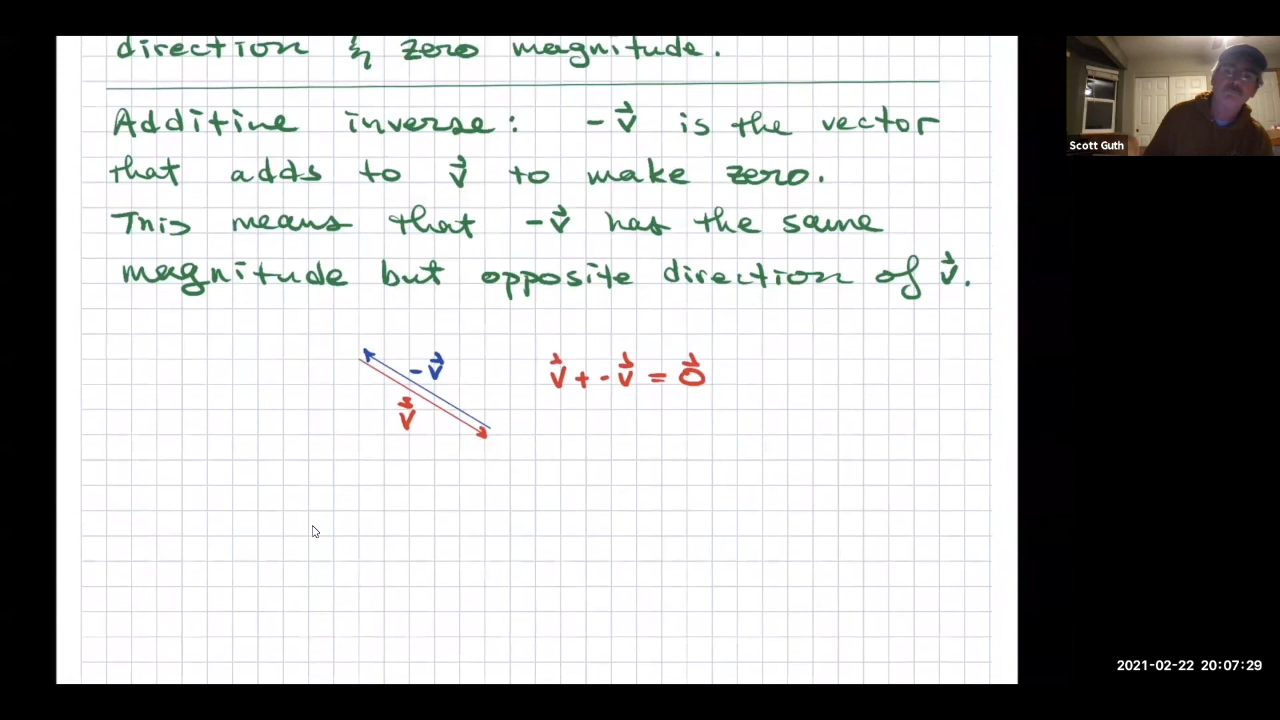 direction & zero magnitude.
Additive inverse: -v⃗ is the vector
that adds to v⃗ to make zero.
This means that -v⃗ has the same
magnitude but opposite direction of v⃗.
-v⃗
v⃗
v⃗ + -v⃗ = 0⃗
Scott Guth
2021-02-22 20:07:29